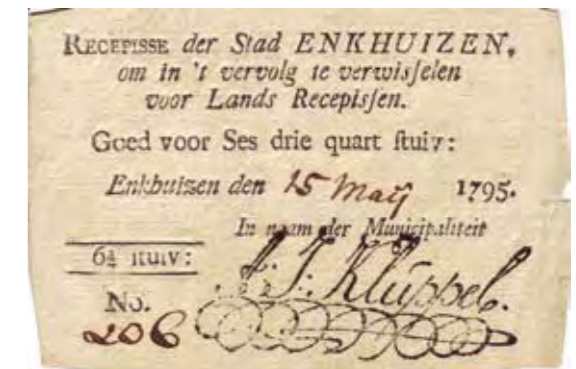 RECEPISSE der Stad ENKHUIZEN,
om in 't vervolg te verwisſelen
voor Lands Recepisſen.
Goed voor Ses drie quart ſtuiv:
Enkhuizen den 15 Maij 1795.
In naam der Municipaliteit
6¾ ſtuiv:
J. J. Kluppel.
No.
206